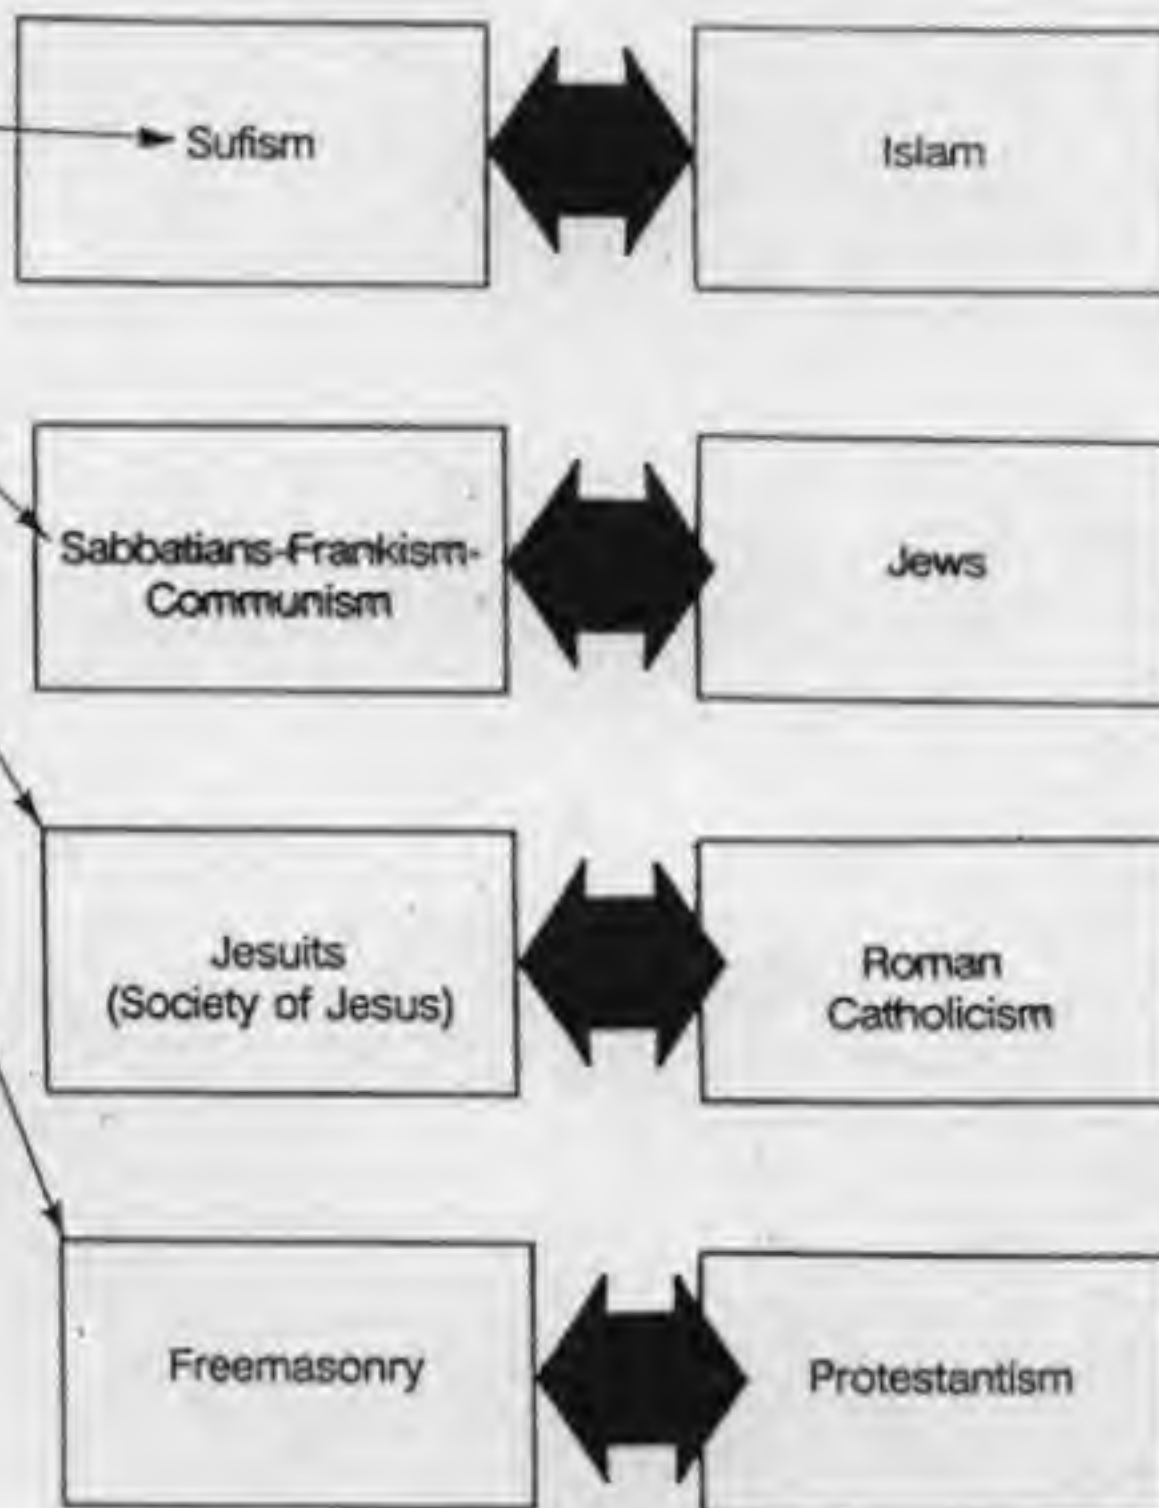 Sufism
Islam
Sabbatians-Frankism-
Communism
Jews
Jesuits
(Society of Jesus)
Roman
Catholicism
Freemasonry
Protestantism